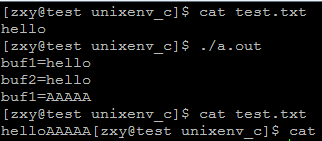 [zxy@test unixenv_c]$ cat test.txt
hello
[zxy@test unixenv_c]$ ./a.out
buf1=hello
buf2=hello
buf1=AAAAA
[zxy@test unixenv_c]$ cat test.txt
helloAAAAA[zxy@test unixenv_c]$ cat